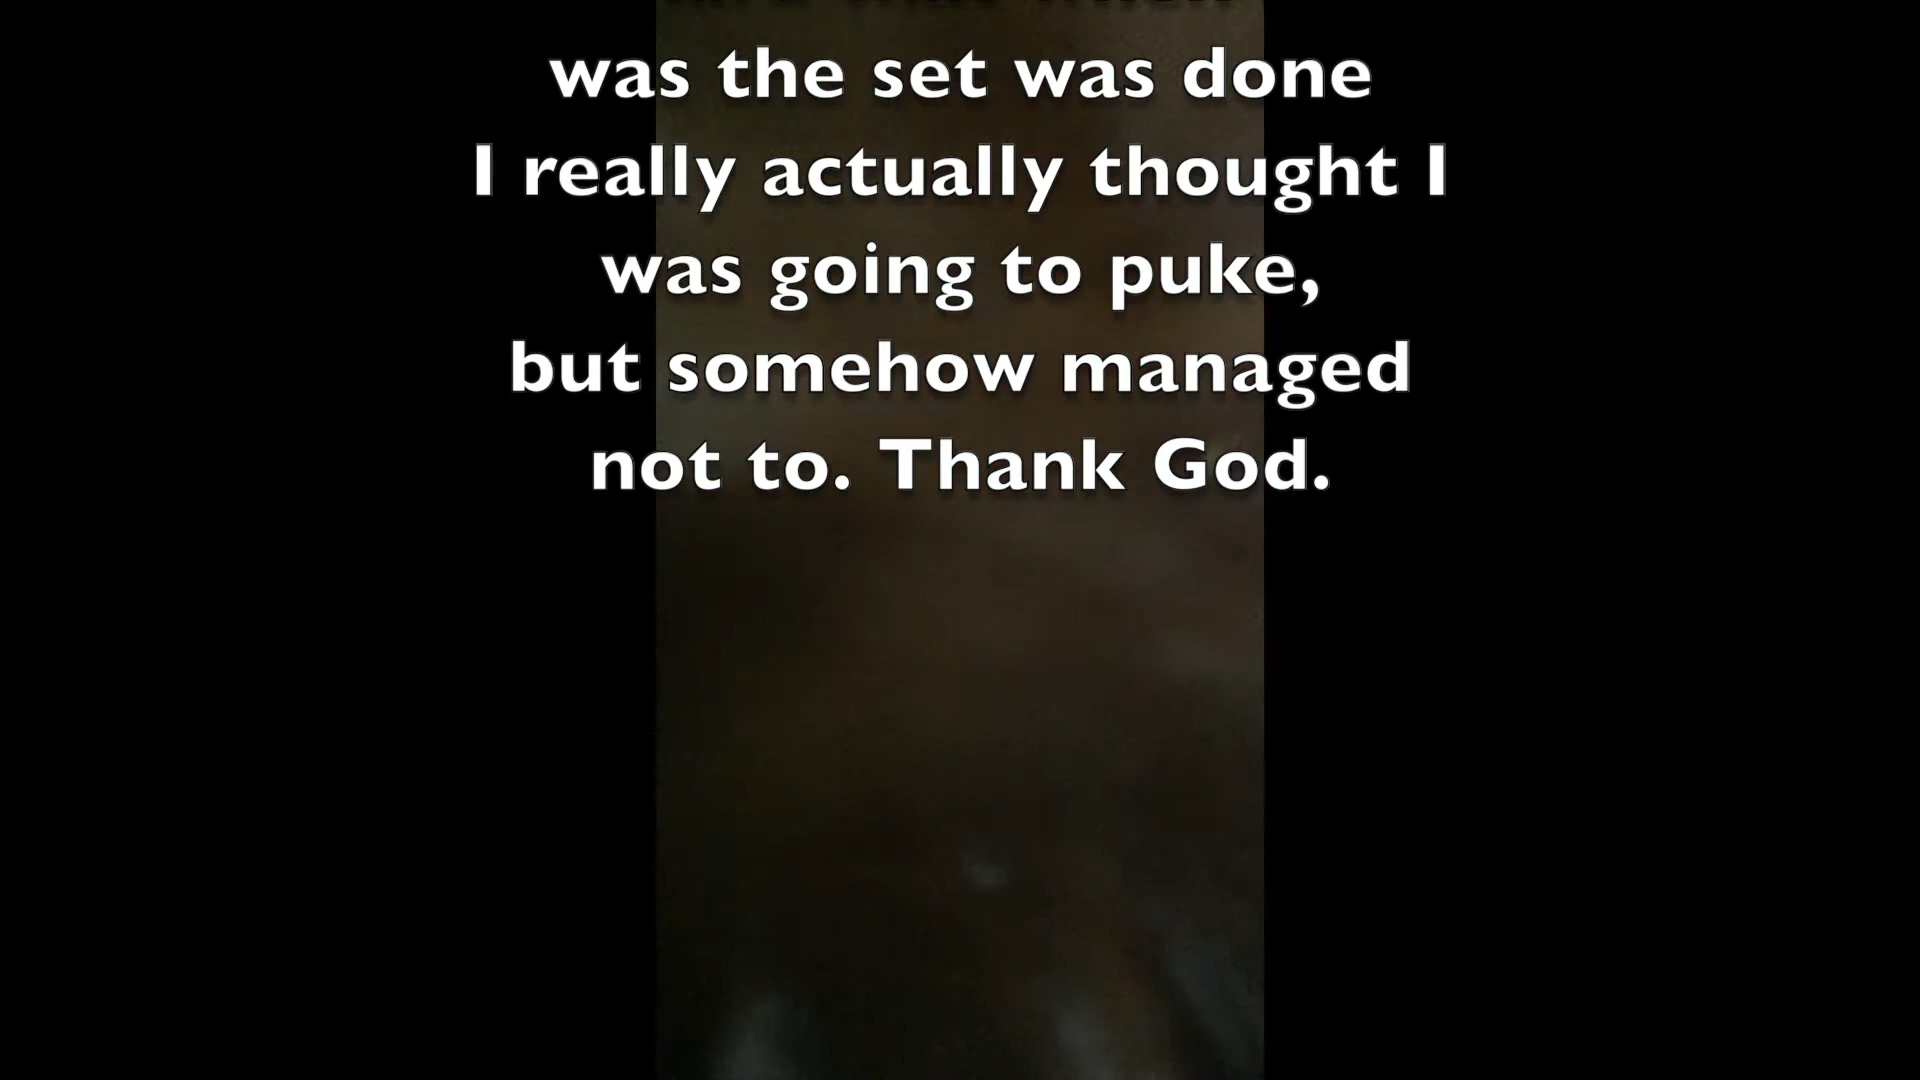 was the set was done
I really actually thought I
was going to puke,
but somehow managed
not to. Thank God.